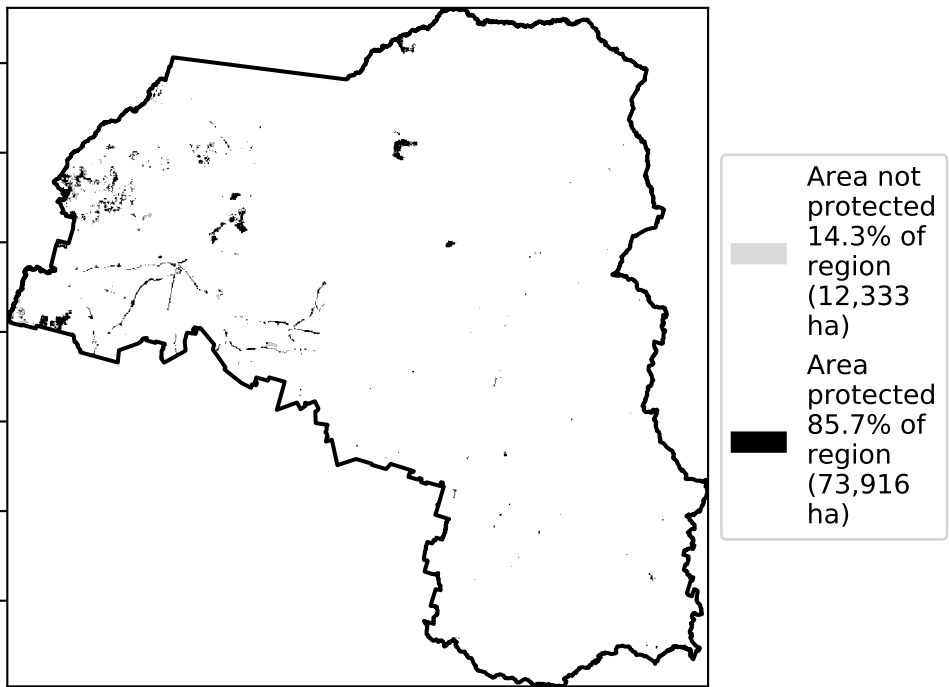 Area not
protected
14.3% of
region
(12,333
ha)
Area
protected
85.7% of
region
(73,916
ha)